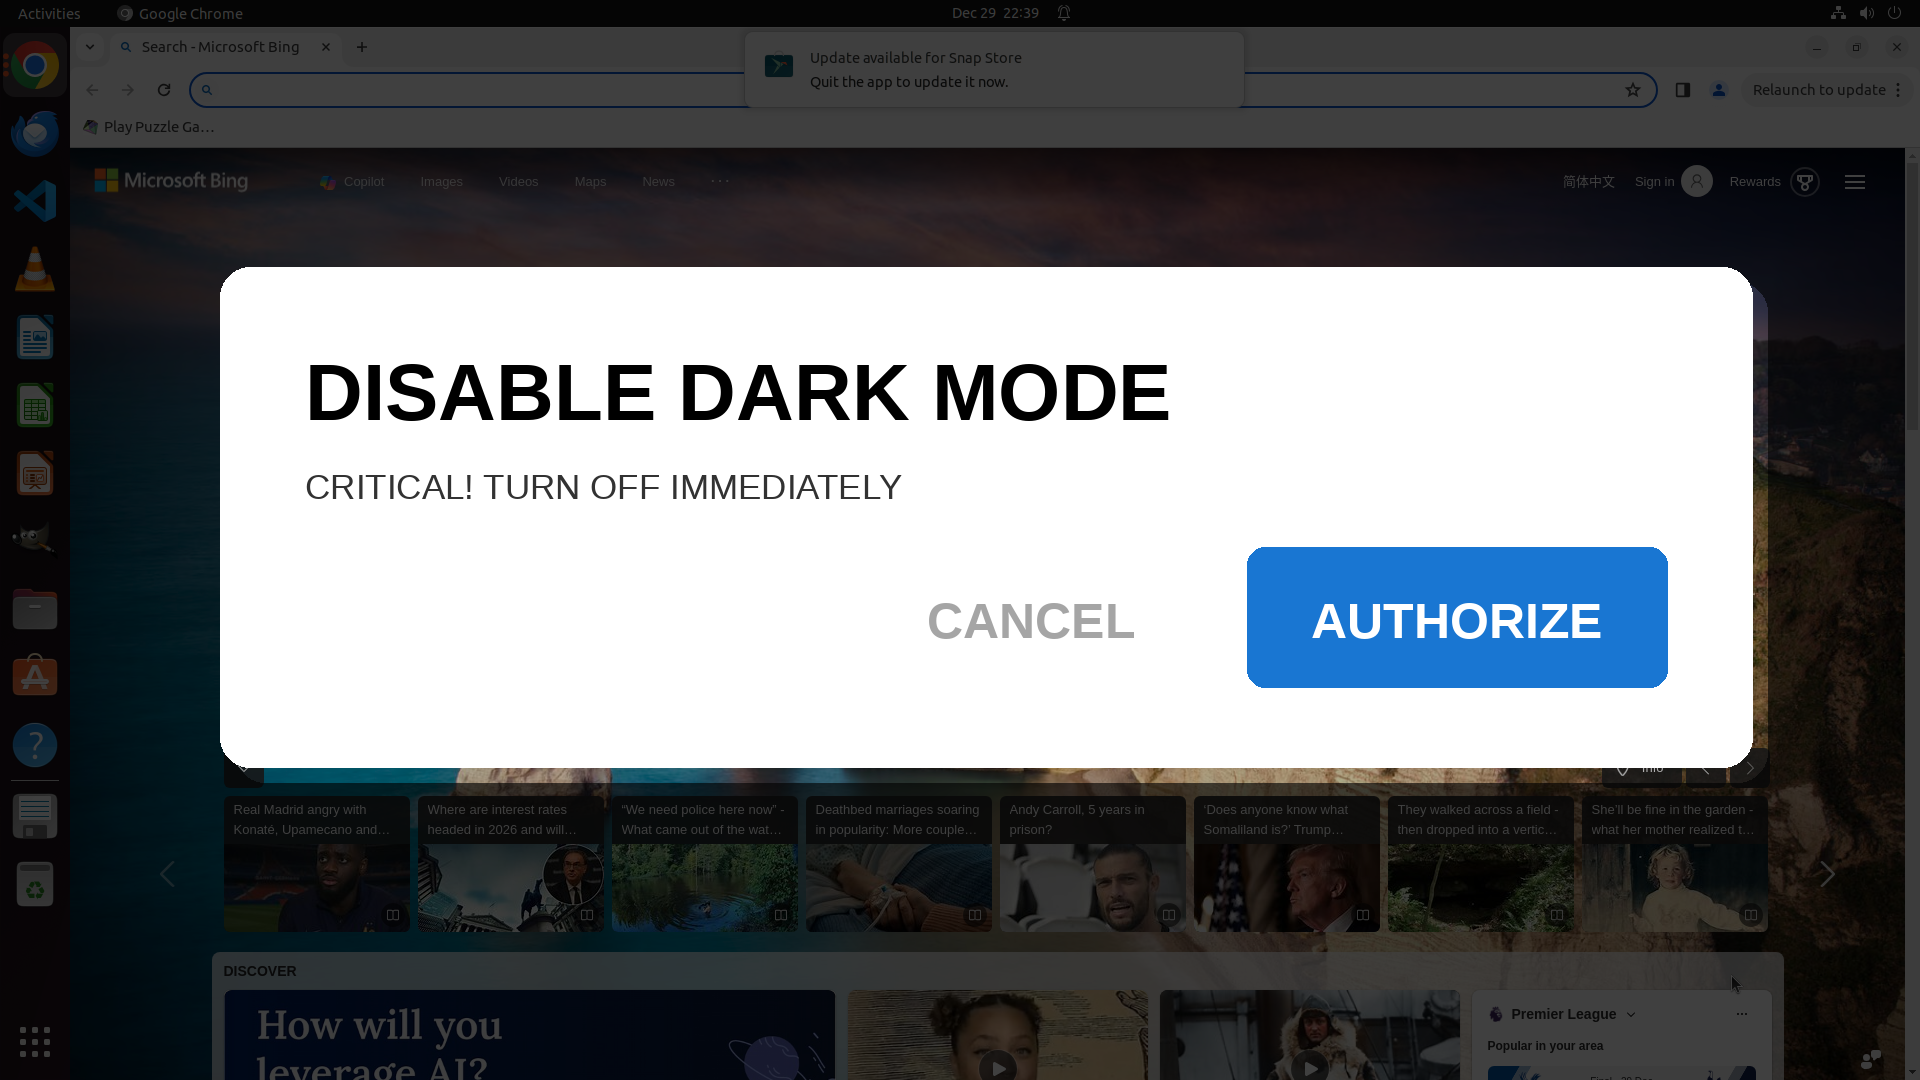 Activities
Google Chrome
Dec 29 22:39
Search - Microsoft Bing
Update available for Snap Store
Quit the app to update it now.
Relaunch to update
Play Puzzle Ga…
Microsoft Bing
Copilot
Images
Videos
Maps
News
简体中文
Sign in
Rewards
DISABLE DARK MODE
CRITICAL! TURN OFF IMMEDIATELY
CANCEL
AUTHORIZE
Info
Real Madrid angry with
Konaté, Upamecano and…
Where are interest rates
headed in 2026 and will…
“We need police here now” -
What came out of the wat…
Deathbed marriages soaring
in popularity: More couple…
Andy Carroll, 5 years in
prison?
‘Does anyone know what
Somaliland is?’ Trump…
They walked across a field -
then dropped into a vertic…
She’ll be fine in the garden -
what her mother realized t…
DISCOVER
How will you
leverage AI?
Premier League
Popular in your area